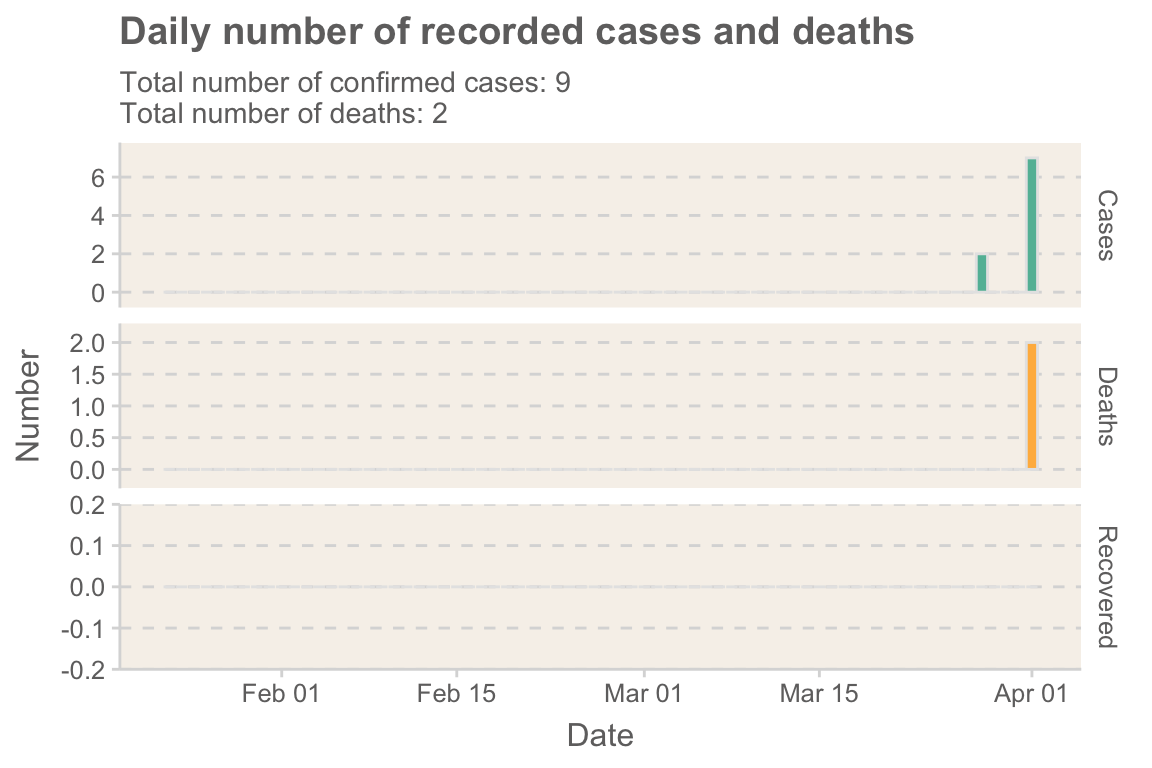 Daily number of recorded cases and deaths
Total number of confirmed cases: 9
Total number of deaths: 2
6
4
2
0
Cases
Number
2.0
1.5
1.0
0.5
0.0
Deaths
0.2
0.1
0.0
-0.1
-0.2
Recovered
Feb 01 Feb 15 Mar 01 Mar 15 Apr 01
Date